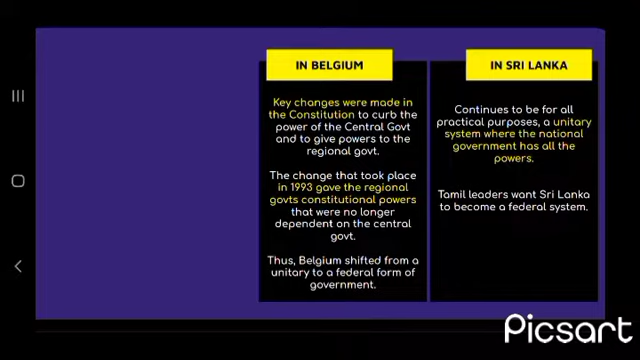 IN BELGIUM
Key changes were made in
the Constitution to curb the
power of the Central Govt
and to give powers to the
regional govt.
The change that took place
in 1993 gave the regional
govts constitutional powers
that were no longer
dependent on the central
govt.
Thus, Belgium shifted from a
unitary to a federal form of
government.
IN SRI LANKA
Continues to be for all
practical purposes, a unitary
system where the national
government has all the
powers.
Tamil leaders want Sri Lanka
to become a federal system.
Picsart